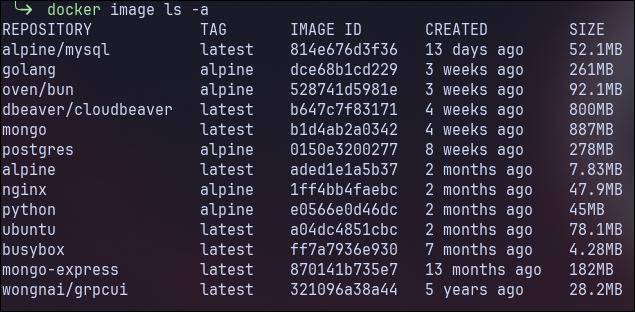 docker image ls -a
REPOSITORY TAG IMAGE ID CREATED SIZE
alpine/mysql latest 814e676d3f36 13 days ago 52.1MB
golang alpine dce68b1cd229 3 weeks ago 261MB
oven/bun alpine 528741d5981e 3 weeks ago 92.1MB
dbeaver/cloudbeaver latest b647c7f83171 4 weeks ago 800MB
mongo latest b1d4ab2a0342 4 weeks ago 887MB
postgres alpine 0150e3200277 8 weeks ago 278MB
alpine latest aded1e1a5b37 2 months ago 7.83MB
nginx alpine 1ff4bb4faebc 2 months ago 47.9MB
python alpine e0566e0d46dc 2 months ago 45MB
ubuntu latest a04dc4851cbc 2 months ago 78.1MB
busybox latest ff7a7936e930 7 months ago 4.28MB
mongo-express latest 870141b735e7 13 months ago 182MB
wongnai/grpcui latest 321096a38a44 5 years ago 28.2MB